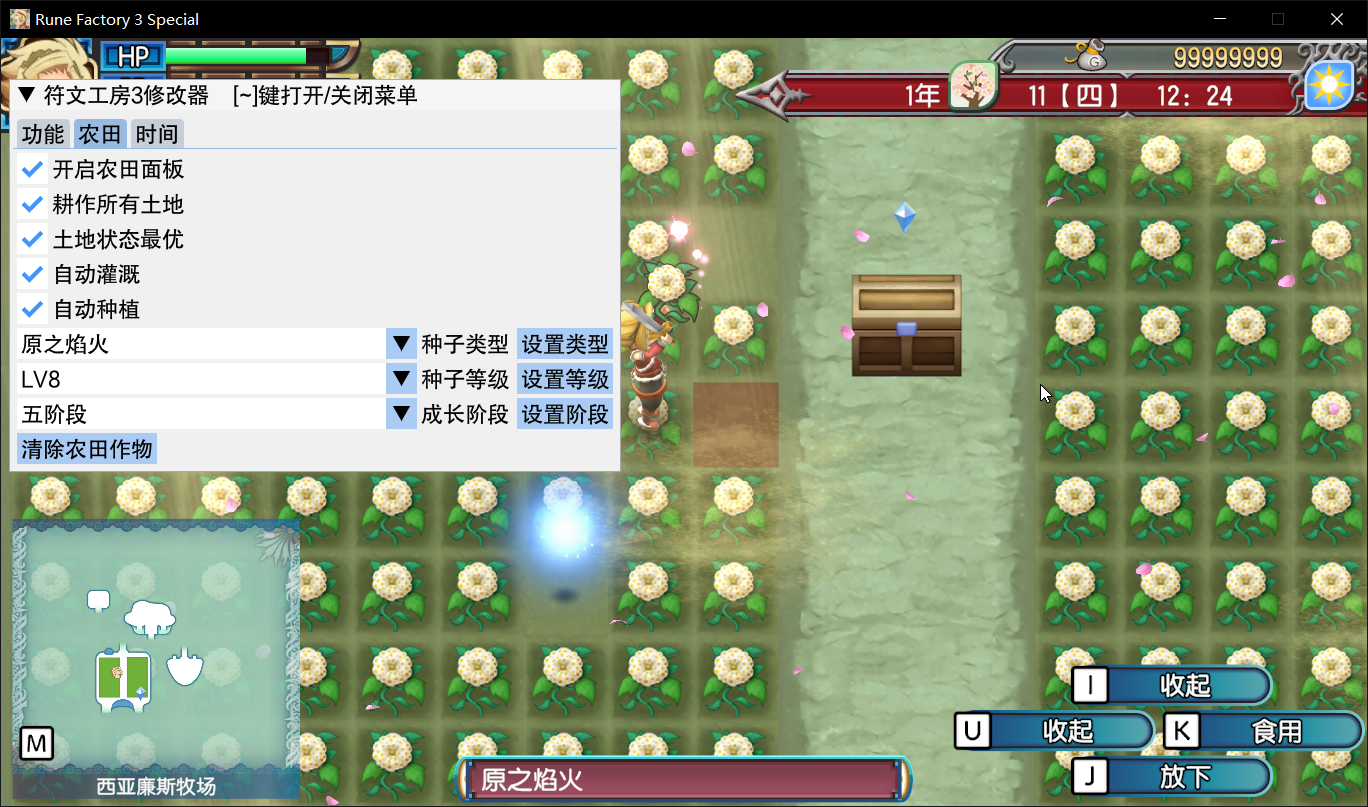 Rune Factory 3 Special
HP
99999999
G
1年
11【四】 12:24
▼ 符文工房3修改器 [~]键打开/关闭菜单
功能 农田 时间
开启农田面板
耕作所有土地
土地状态最优
自动灌溉
自动种植
原之焰火 ▼ 种子类型 设置类型
LV8 ▼ 种子等级 设置等级
五阶段 ▼ 成长阶段 设置阶段
清除农田作物
M
西亚廉斯牧场
原之焰火
I 收起
U 收起
K 食用
J 放下